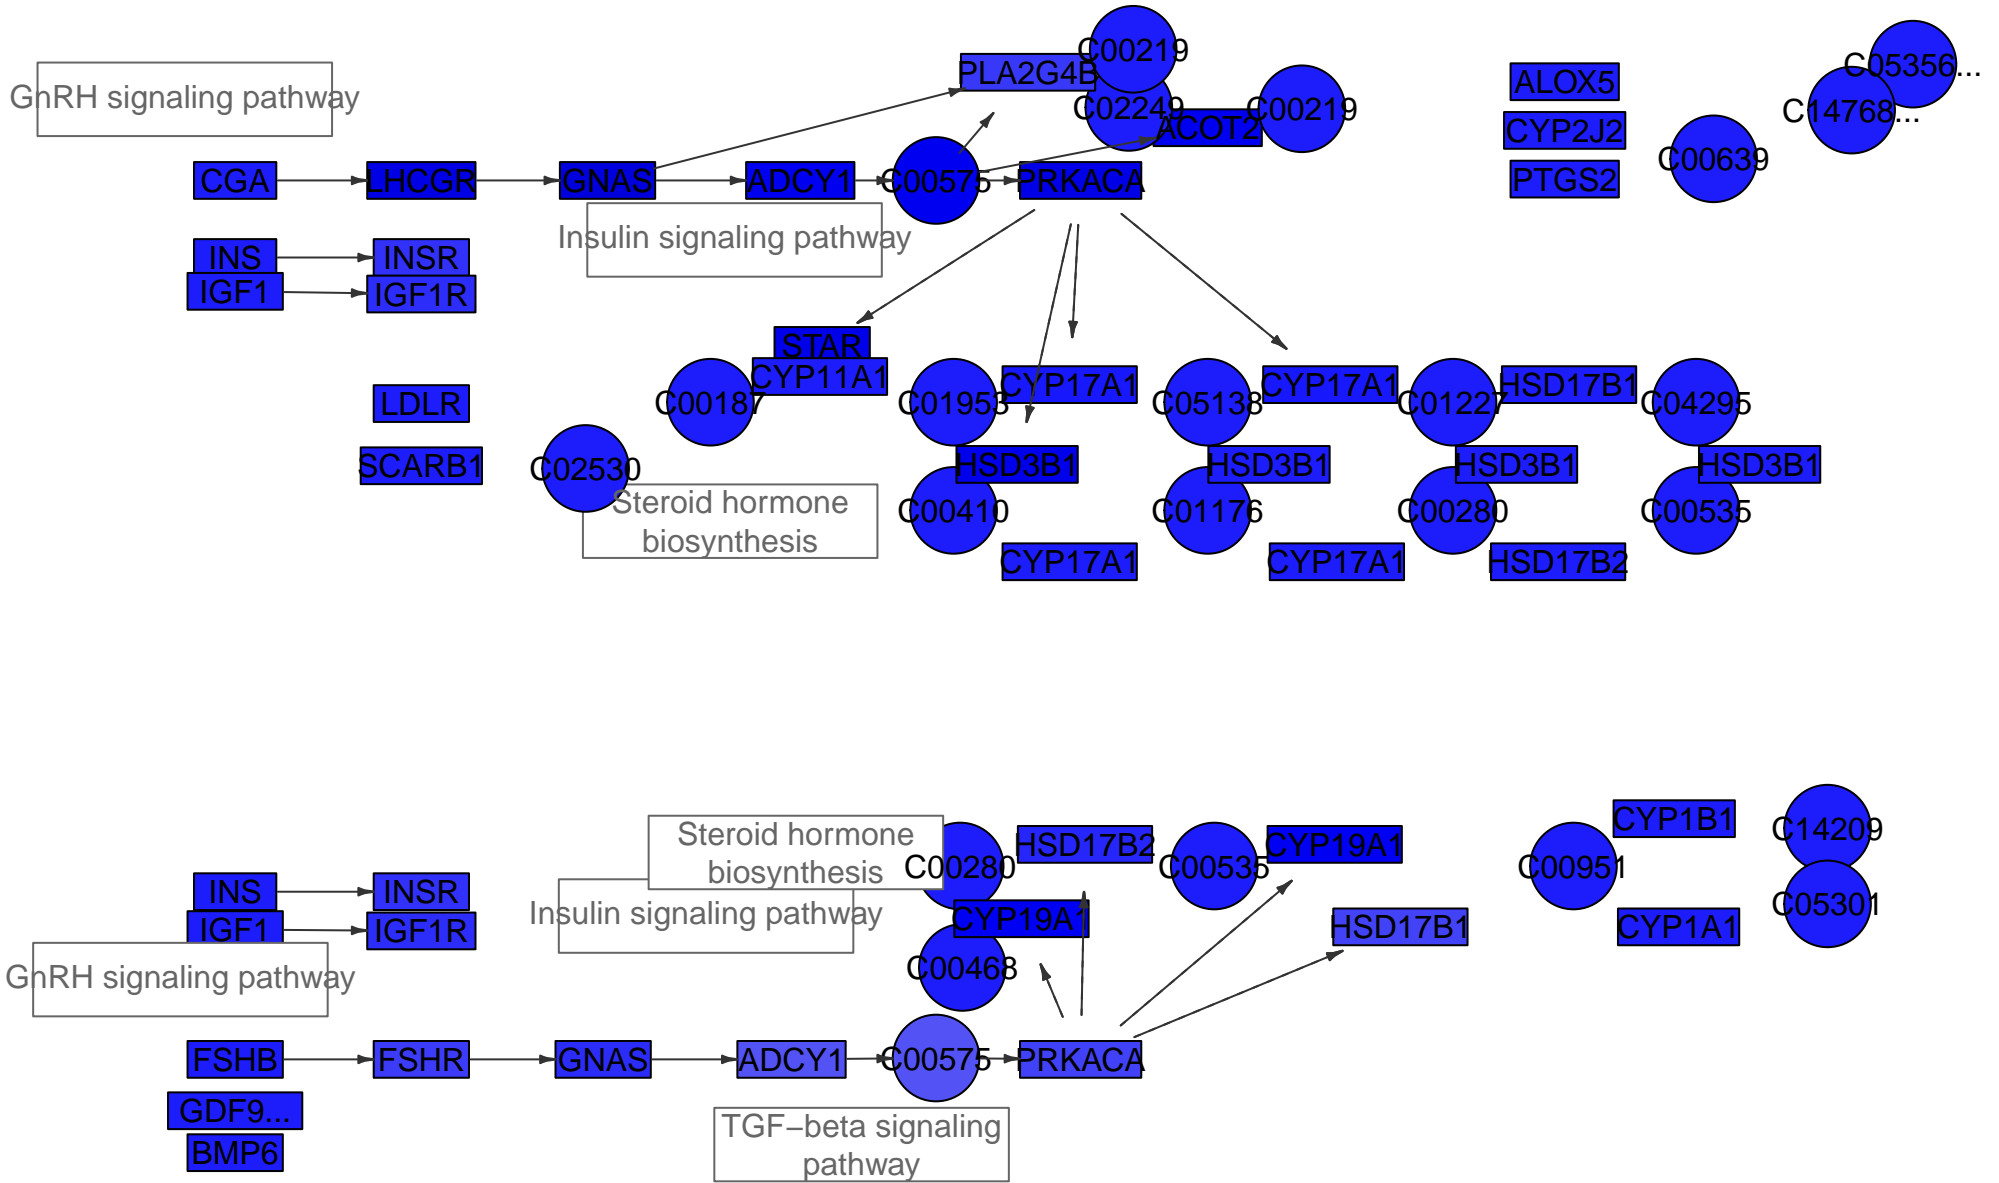 C00219
C05356...
PLA2G4B
ALOX5
GnRH signaling pathway
C02249
C00219
C14768...
ACOT2
CYP2J2
C00639
CGA
LHCGR
GNAS
ADCY1
C00575
PRKACA
PTGS2
Insulin signaling pathway
INS
INSR
IGF1
IGF1R
STAR
CYP11A1
CYP17A1
CYP17A1
HSD17B1
LDLR
C00187
C01953
C05138
C01227
C04295
SCARB1
C02530
HSD3B1
HSD3B1
HSD3B1
HSD3B1
Steroid hormone
biosynthesis
C00410
C01176
C00280
C00535
CYP17A1
CYP17A1
HSD17B2
Steroid hormone
biosynthesis
C00280
HSD17B2
C00535
CYP19A1
CYP1B1
C14209
C00951
INS
INSR
Insulin signaling pathway
CYP19A1
HSD17B1
CYP1A1
C05301
IGF1
IGF1R
GnRH signaling pathway
C00468
FSHB
FSHR
GNAS
ADCY1
C00575
PRKACA
GDF9...
BMP6
TGF−beta signaling
pathway